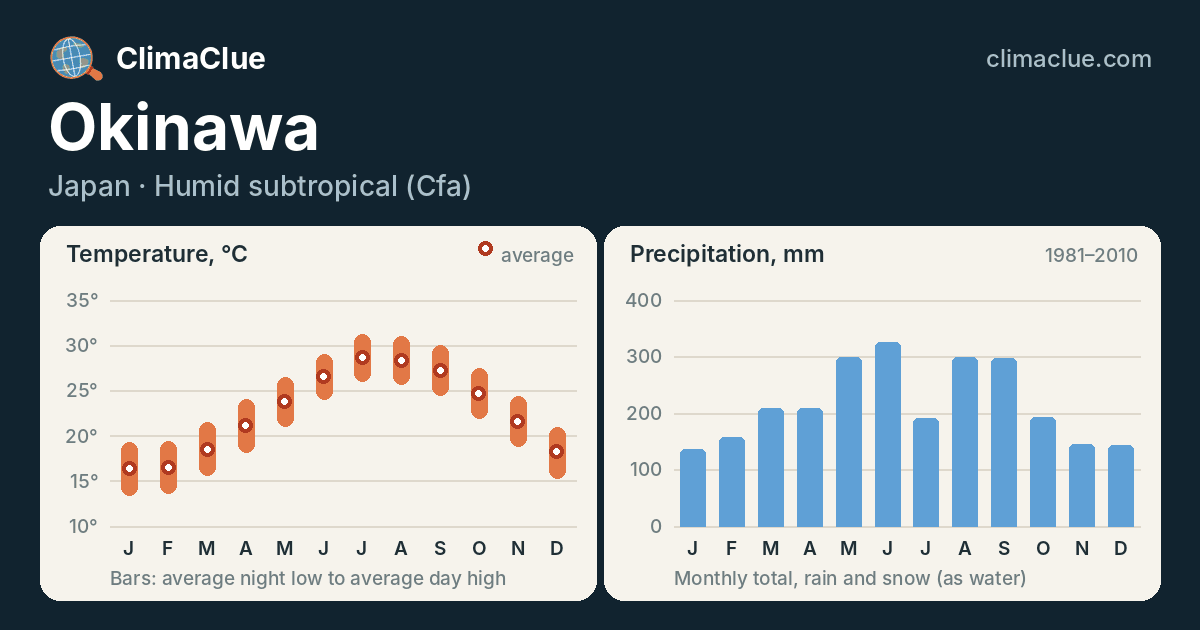 ClimaClue
climaclue.com
Okinawa
Japan · Humid subtropical (Cfa)
Temperature, °C
average
35°
30°
25°
20°
15°
10°
J F M A M J J A S O N D
Bars: average night low to average day high
Precipitation, mm
1981–2010
400
300
200
100
0
J F M A M J J A S O N D
Monthly total, rain and snow (as water)